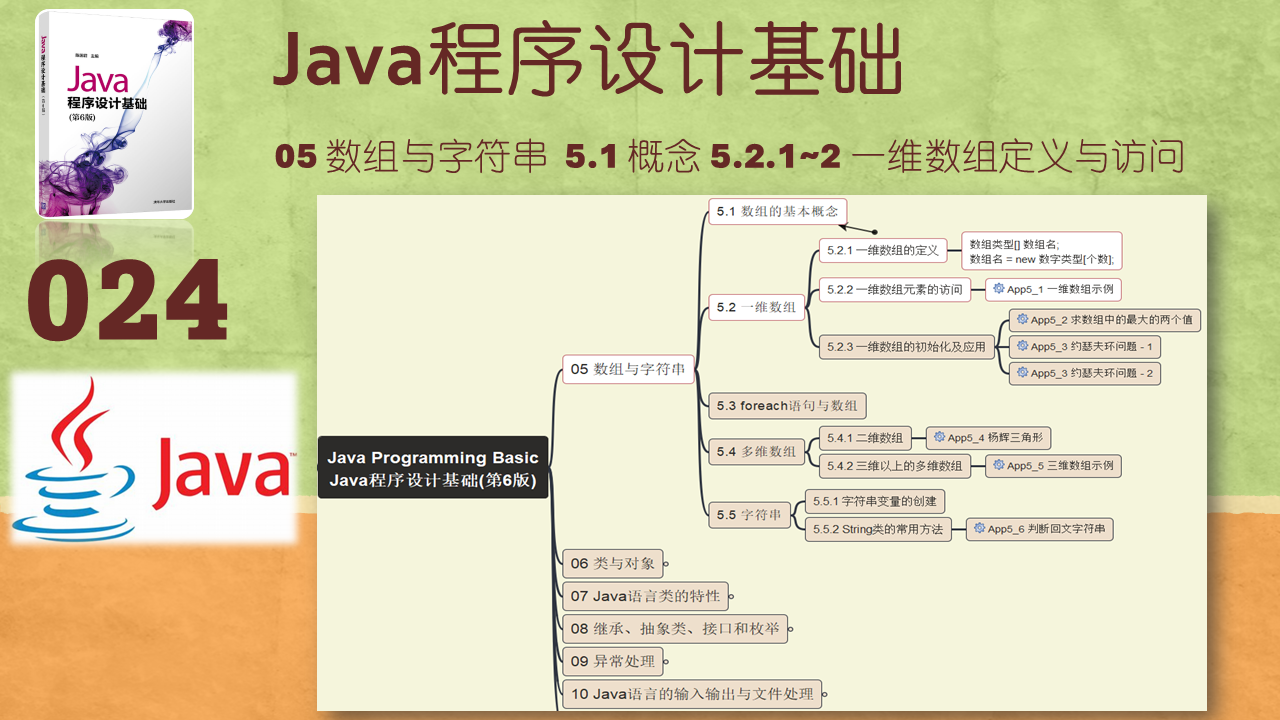 Java程序设计基础
05 数组与字符串 5.1 概念 5.2.1~2 一维数组定义与访问
陈国君 主编
Java
程序设计基础
(第6版)
清华大学出版社
024
Java™
Java Programming Basic
Java程序设计基础(第6版)
05 数组与字符串
5.1 数组的基本概念
5.2 一维数组
5.2.1 一维数组的定义
数组类型[] 数组名;
数组名 = new 数字类型[个数];
5.2.2 一维数组元素的访问
App5_1 一维数组示例
5.2.3 一维数组的初始化及应用
App5_2 求数组中的最大的两个值
App5_3 约瑟夫环问题 - 1
App5_3 约瑟夫环问题 - 2
5.3 foreach语句与数组
5.4 多维数组
5.4.1 二维数组
App5_4 杨辉三角形
5.4.2 三维以上的多维数组
App5_5 三维数组示例
5.5 字符串
5.5.1 字符串变量的创建
5.5.2 String类的常用方法
App5_6 判断回文字符串
06 类与对象
07 Java语言类的特性
08 继承、抽象类、接口和枚举
09 异常处理
10 Java语言的输入输出与文件处理